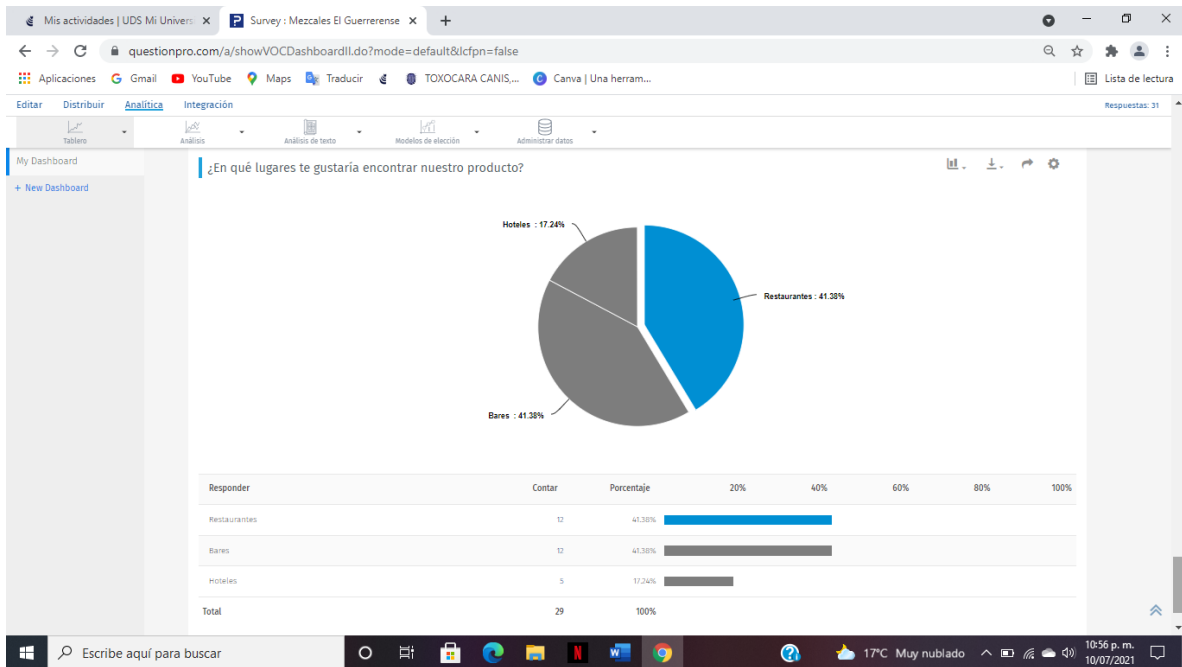 Mis actividades | UDS Mi Univers
Survey : Mezcales El Guerrerense
questionpro.com/a/showVOCDashboardII.do?mode=default&lcfpn=false
Aplicaciones Gmail YouTube Maps Traducir TOXOCARA CANIS,... Canva | Una herram... Lista de lectura
Editar Distribuir Analítica Integración Respuestas: 31
Tablero Análisis Análisis de texto Modelos de elección Administrar datos
My Dashboard
+ New Dashboard
¿En qué lugares te gustaría encontrar nuestro producto?
Hoteles : 17.24%
Restaurantes : 41.38%
Bares : 41.38%
Responder Contar Porcentaje 20% 40% 60% 80% 100%
Restaurantes 12 41.38%
Bares 12 41.38%
Hoteles 5 17.24%
Total 29 100%
Escribe aquí para buscar
17°C Muy nublado
10:56 p. m.
10/07/2021